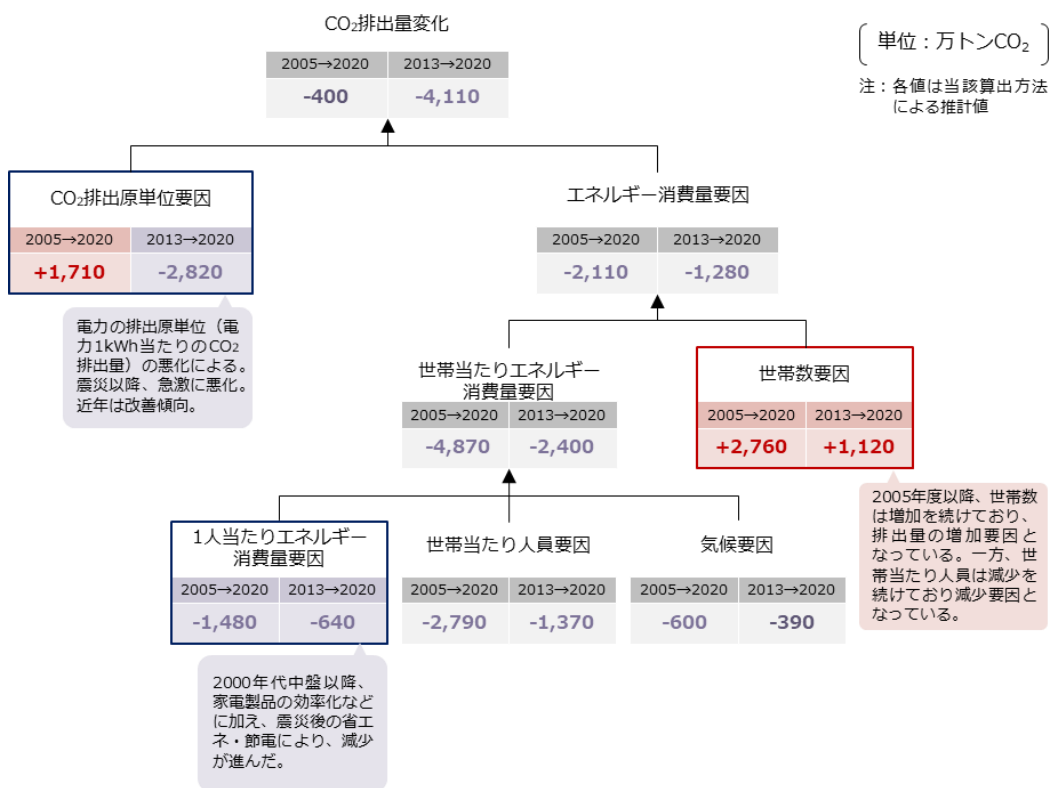 CO₂排出量変化
2005→2020 2013→2020
-400 -4,110
単位：万トンCO₂
注：各値は当該算出方法
による推計値
CO₂排出原単位要因
2005→2020 2013→2020
+1,710 -2,820
電力の排出原単位（電
力1kWh当たりのCO₂
排出量）の悪化による。
震災以降、急激に悪化。
近年は改善傾向。
エネルギー消費量要因
2005→2020 2013→2020
-2,110 -1,280
世帯当たりエネルギー
消費量要因
2005→2020 2013→2020
-4,870 -2,400
世帯数要因
2005→2020 2013→2020
+2,760 +1,120
2005年度以降、世帯数
は増加を続けており、
排出量の増加要因と
なっている。一方、世
帯当たり人員は減少を
続けており減少要因と
なっている。
1人当たりエネルギー
消費量要因
2005→2020 2013→2020
-1,480 -640
2000年代中盤以降、
家電製品の効率化など
に加え、震災後の省エ
ネ・節電により、減少
が進んだ。
世帯当たり人員要因
2005→2020 2013→2020
-2,790 -1,370
気候要因
2005→2020 2013→2020
-600 -390